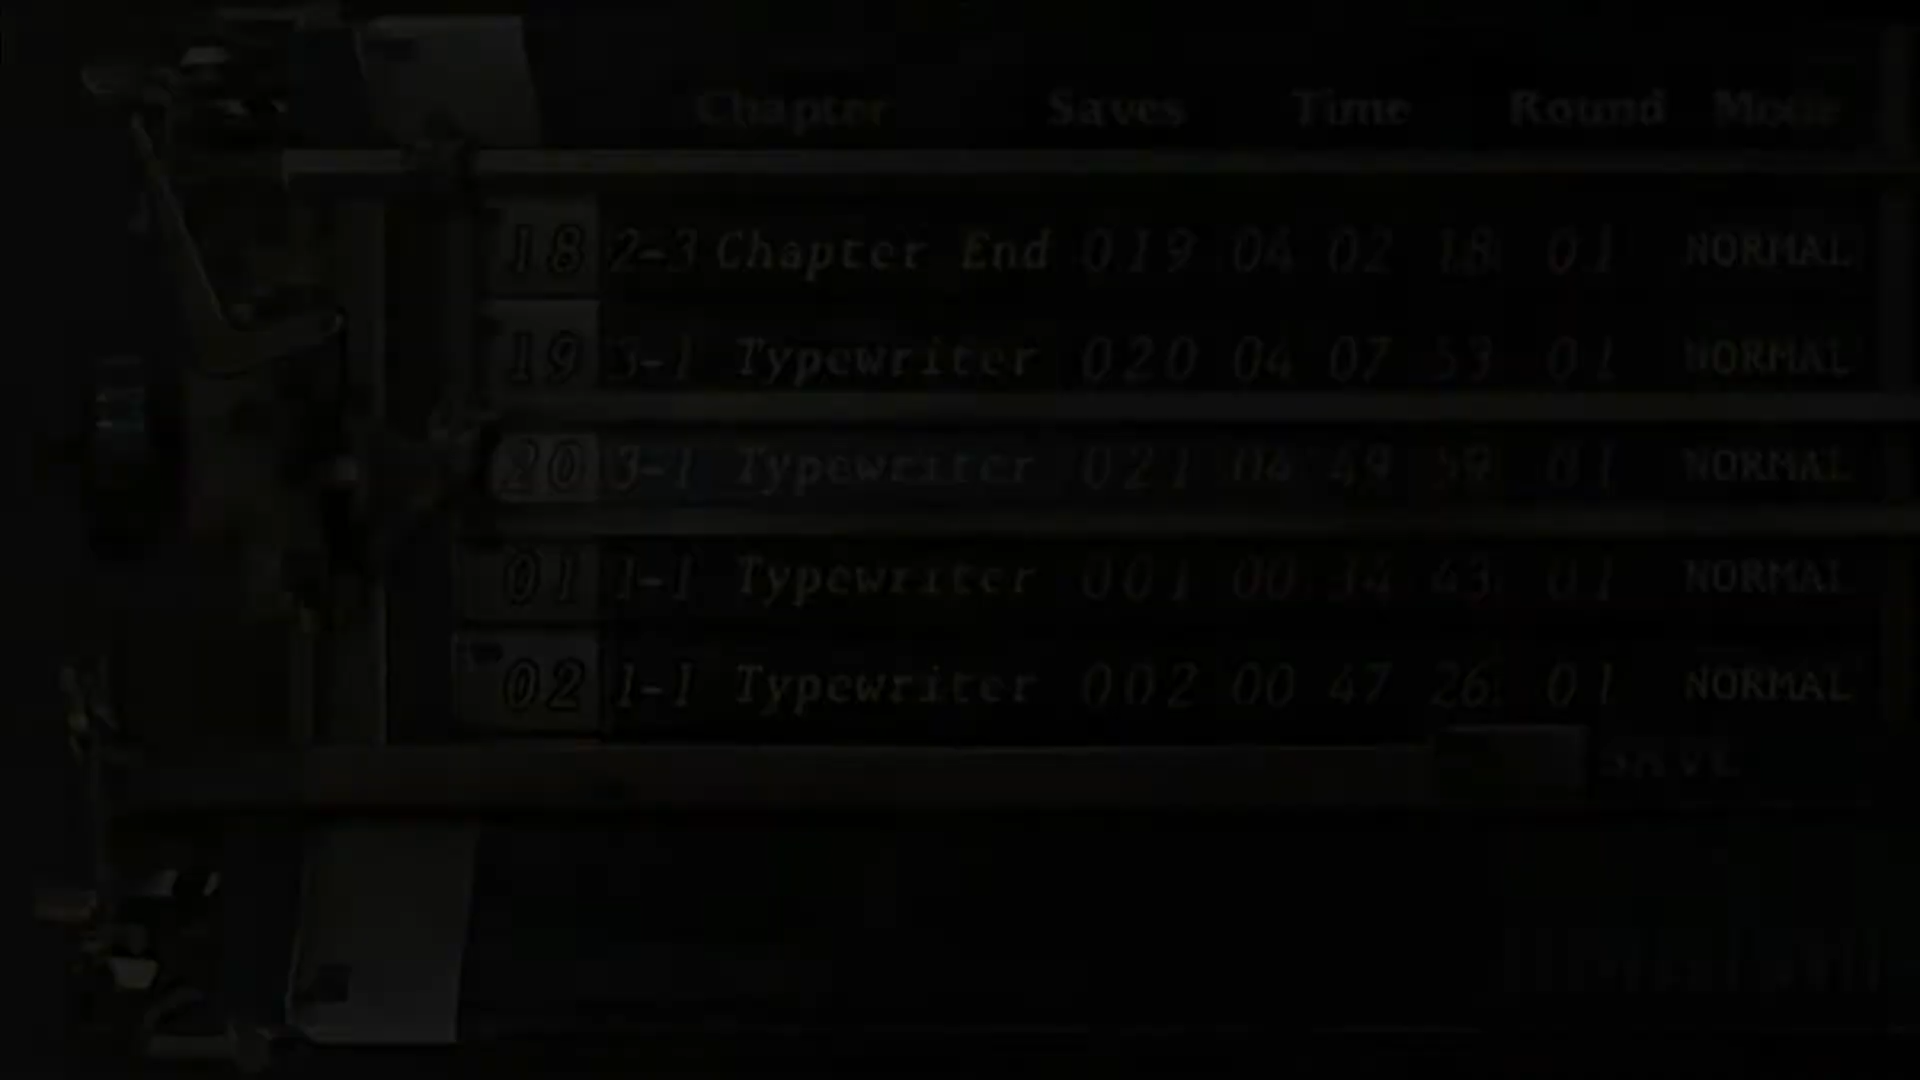 Chapter Saves Time Round Mode
18 2-3 Chapter End 019 04 02 18 01 NORMAL
19 3-1 Typewriter 020 04 07 53 01 NORMAL
20 3-1 Typewriter 021 04 49 59 01 NORMAL
01 1-1 Typewriter 001 00 34 43 01 NORMAL
02 1-1 Typewriter 002 00 47 26 01 NORMAL
Save